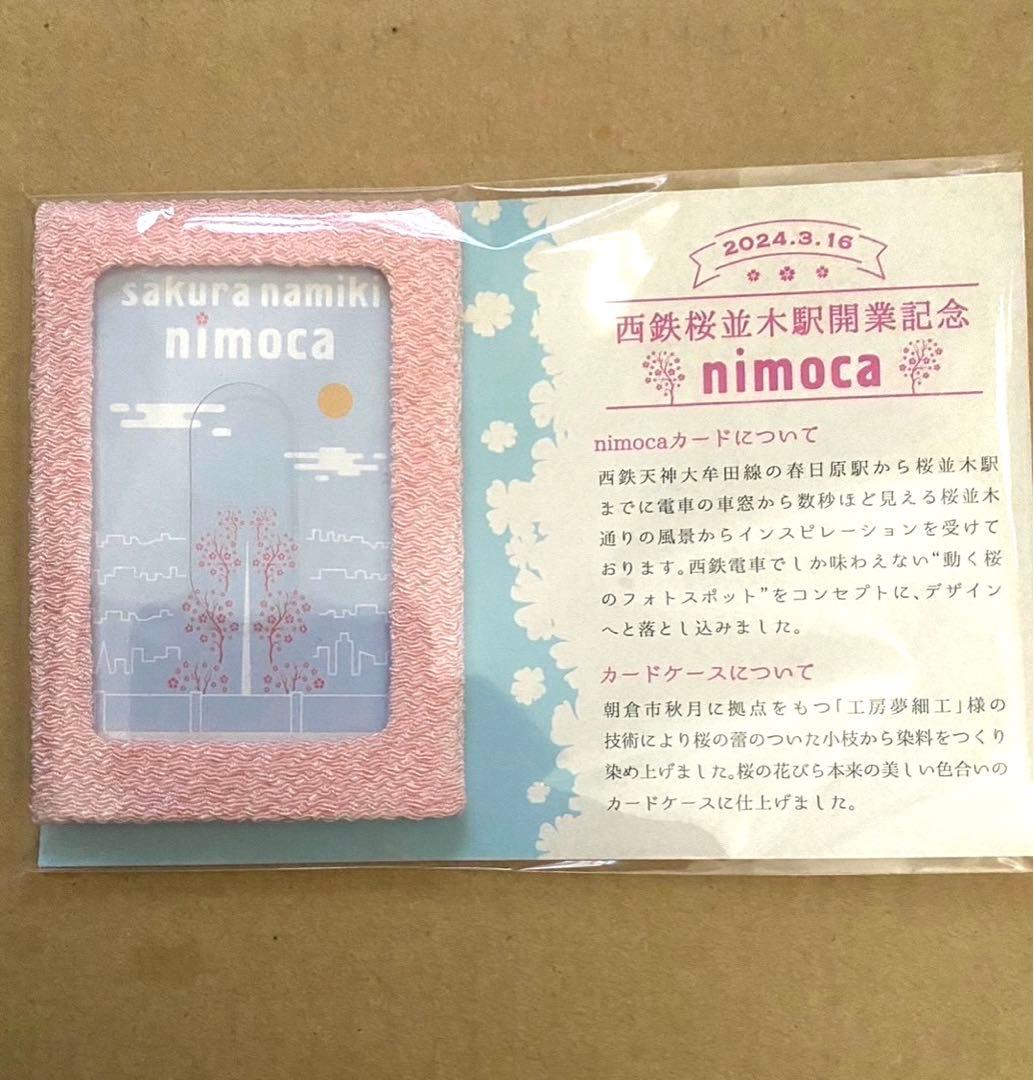 sakura namiki
nimoca
2024.3.16
西鉄桜並木駅開業記念
nimoca
nimocaカードについて
西鉄天神大牟田線の春日原駅から桜並木駅
までに電車の車窓から数秒ほど見える桜並木
通りの風景からインスピレーションを受けて
おります。西鉄電車でしか味わえない“動く桜
のフォトスポット”をコンセプトに、デザイン
へと落とし込みました。
カードケースについて
朝倉市秋月に拠点をもつ「工房夢細工」様の
技術により桜の蕾のついた小枝から染料をつくり
染め上げました。桜の花びら本来の美しい色合いの
カードケースに仕上げました。